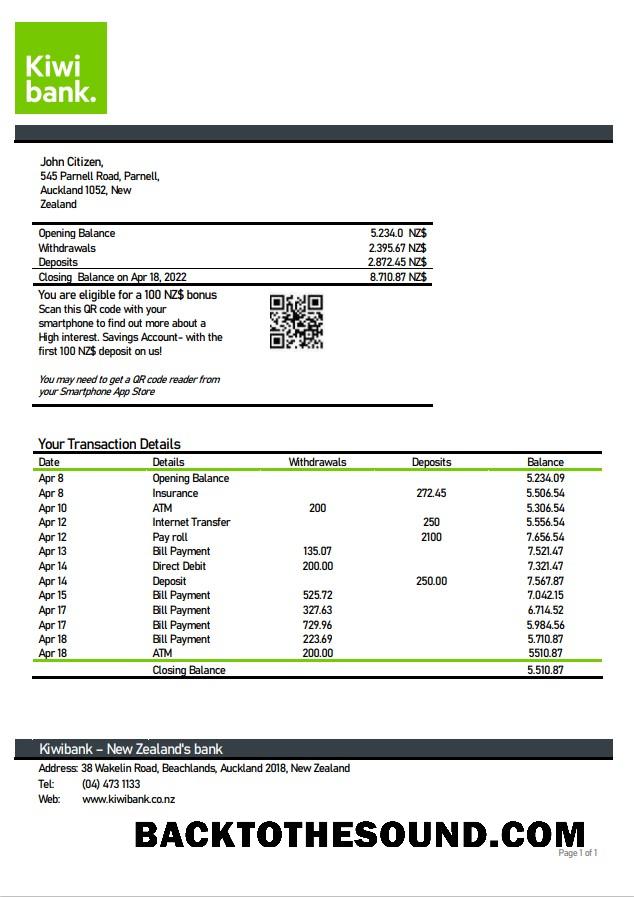 Kiwi
bank.
John Citizen,
545 Parnell Road, Parnell,
Auckland 1052, New
Zealand
Opening Balance 5.234.0 NZ$
Withdrawals 2.395.67 NZ$
Deposits 2.872.45 NZ$
Closing Balance on Apr 18, 2022 8.710.87 NZ$
You are eligible for a 100 NZ$ bonus
Scan this QR code with your
smartphone to find out more about a
High interest. Savings Account- with the
first 100 NZ$ deposit on us!
You may need to get a QR code reader from
your Smartphone App Store
Your Transaction Details
Date Details Withdrawals Deposits Balance
Apr 8 Opening Balance 5.234.09
Apr 8 Insurance 272.45 5.506.54
Apr 10 ATM 200 5.306.54
Apr 12 Internet Transfer 250 5.556.54
Apr 12 Pay roll 2100 7.656.54
Apr 13 Bill Payment 135.07 7.521.47
Apr 14 Direct Debit 200.00 7.321.47
Apr 14 Deposit 250.00 7.567.87
Apr 15 Bill Payment 525.72 7.042.15
Apr 17 Bill Payment 327.63 6.714.52
Apr 17 Bill Payment 729.96 5.984.56
Apr 18 Bill Payment 223.69 5.710.87
Apr 18 ATM 200.00 5510.87
Closing Balance 5.510.87
Kiwibank – New Zealand's bank
Address: 38 Wakelin Road, Beachlands, Auckland 2018, New Zealand
Tel: (04) 473 1133
Web: www.kiwibank.co.nz
BACKTOTHESOUND.COM
Page 1 of 1